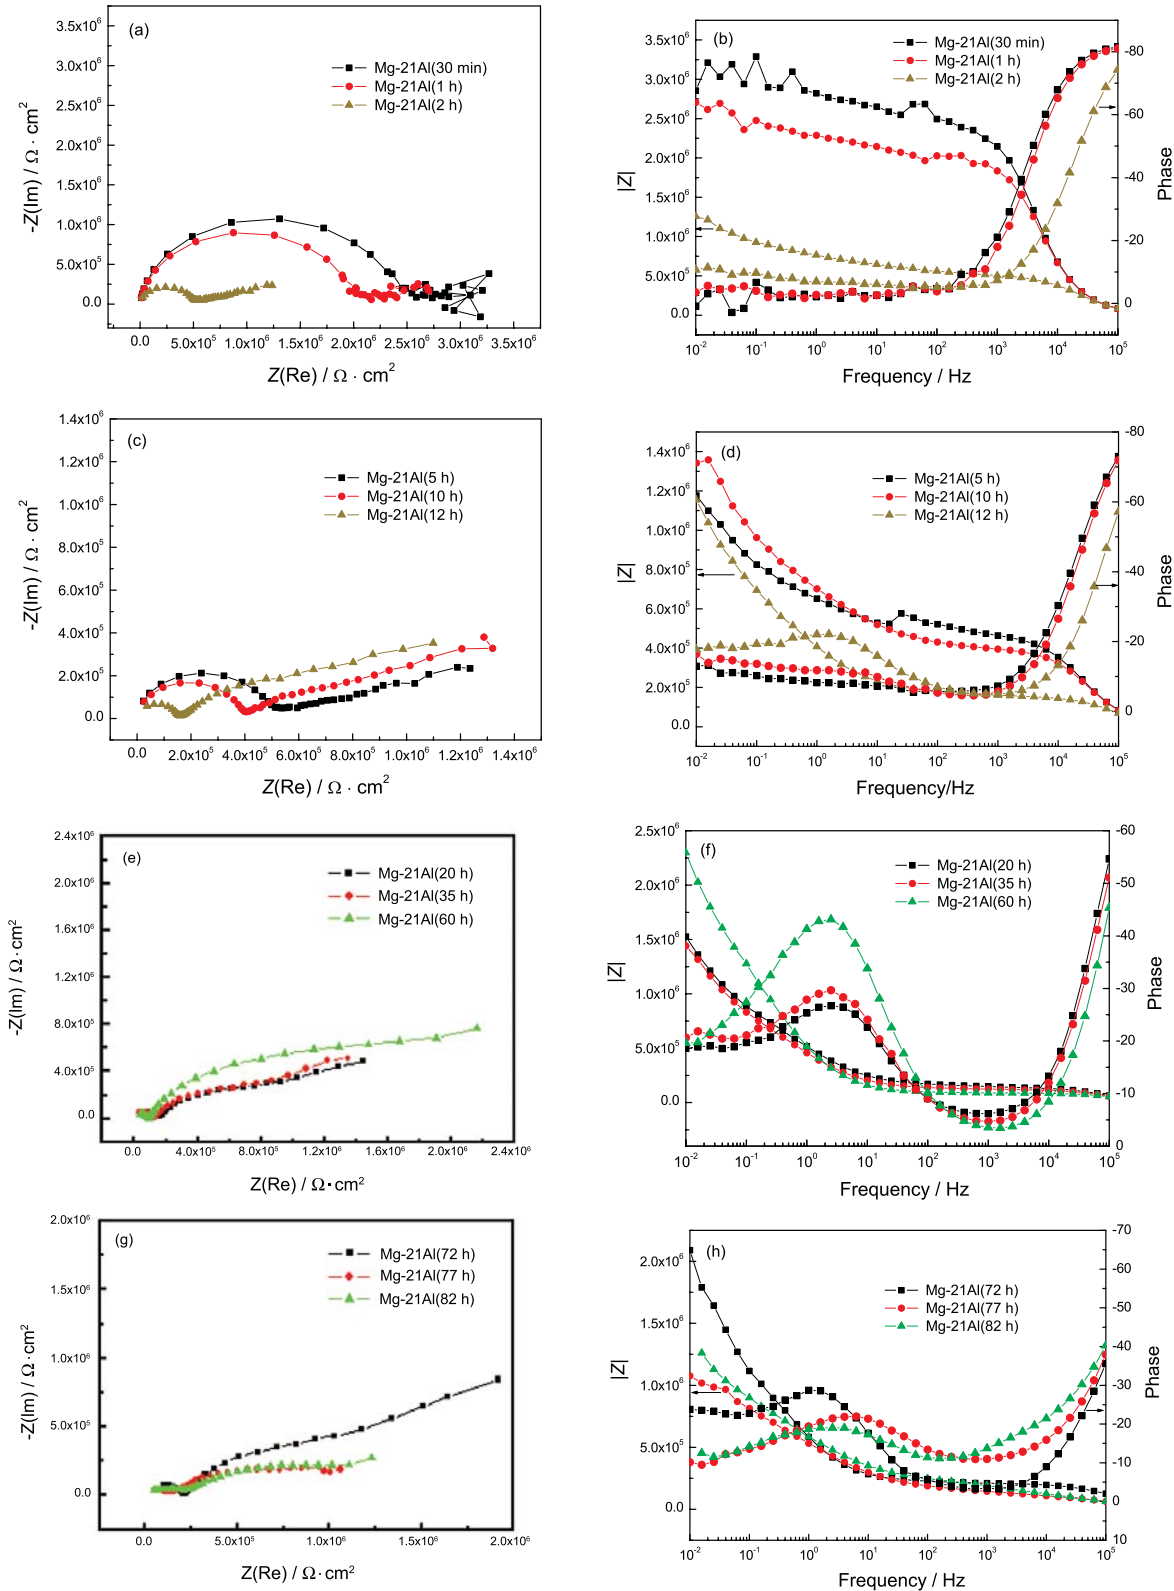 (a)
3.5x10⁶
3.0x10⁶
2.5x10⁶
2.0x10⁶
1.5x10⁶
1.0x10⁶
5.0x10⁵
0.0
-Z(Im) / Ω · cm²
Mg-21Al(30 min)
Mg-21Al(1 h)
Mg-21Al(2 h)
0.0 5.0x10⁵ 1.0x10⁶ 1.5x10⁶ 2.0x10⁶ 2.5x10⁶ 3.0x10⁶ 3.5x10⁶
Z(Re) / Ω · cm²
(b)
3.5x10⁶
3.0x10⁶
2.5x10⁶
2.0x10⁶
1.5x10⁶
1.0x10⁶
5.0x10⁵
0.0
|Z|
Mg-21Al(30 min)
Mg-21Al(1 h)
Mg-21Al(2 h)
-80
-60
-40
-20
0
Phase
10⁻² 10⁻¹ 10⁰ 10¹ 10² 10³ 10⁴ 10⁵
Frequency / Hz
(c)
1.4x10⁶
1.2x10⁶
1.0x10⁶
8.0x10⁵
6.0x10⁵
4.0x10⁵
2.0x10⁵
0.0
-Z(Im) / Ω · cm²
Mg-21Al(5 h)
Mg-21Al(10 h)
Mg-21Al(12 h)
0.0 2.0x10⁵ 4.0x10⁵ 6.0x10⁵ 8.0x10⁵ 1.0x10⁶ 1.2x10⁶ 1.4x10⁶
Z(Re) / Ω · cm²
(d)
1.4x10⁶
1.2x10⁶
1.0x10⁶
8.0x10⁵
6.0x10⁵
4.0x10⁵
2.0x10⁵
0.0
|Z|
Mg-21Al(5 h)
Mg-21Al(10 h)
Mg-21Al(12 h)
-80
-60
-40
-20
0
Phase
10⁻² 10⁻¹ 10⁰ 10¹ 10² 10³ 10⁴ 10⁵
Frequency/Hz
(e)
2.4x10⁶
2.0x10⁶
1.6x10⁶
1.2x10⁶
8.0x10⁵
4.0x10⁵
0.0
-Z(Im) / Ω·cm²
Mg-21Al(20 h)
Mg-21Al(35 h)
Mg-21Al(60 h)
0.0 4.0x10⁵ 8.0x10⁵ 1.2x10⁶ 1.6x10⁶ 2.0x10⁶ 2.4x10⁶
Z(Re) / Ω·cm²
(f)
2.5x10⁶
2.0x10⁶
1.5x10⁶
1.0x10⁶
5.0x10⁵
0.0
|Z|
Mg-21Al(20 h)
Mg-21Al(35 h)
Mg-21Al(60 h)
-60
-50
-40
-30
-20
-10
0
Phase
10⁻² 10⁻¹ 10⁰ 10¹ 10² 10³ 10⁴ 10⁵
Frequency / Hz
(g)
2.0x10⁶
1.5x10⁶
1.0x10⁶
5.0x10⁵
0.0
-Z(Im) / Ω·cm²
Mg-21Al(72 h)
Mg-21Al(77 h)
Mg-21Al(82 h)
0.0 5.0x10⁵ 1.0x10⁶ 1.5x10⁶ 2.0x10⁶
Z(Re) / Ω·cm²
(h)
2.0x10⁶
1.5x10⁶
1.0x10⁶
5.0x10⁵
0.0
|Z|
Mg-21Al(72 h)
Mg-21Al(77 h)
Mg-21Al(82 h)
-70
-60
-50
-40
-30
-20
-10
0
10
Phase
10⁻² 10⁻¹ 10⁰ 10¹ 10² 10³ 10⁴ 10⁵
Frequency / Hz